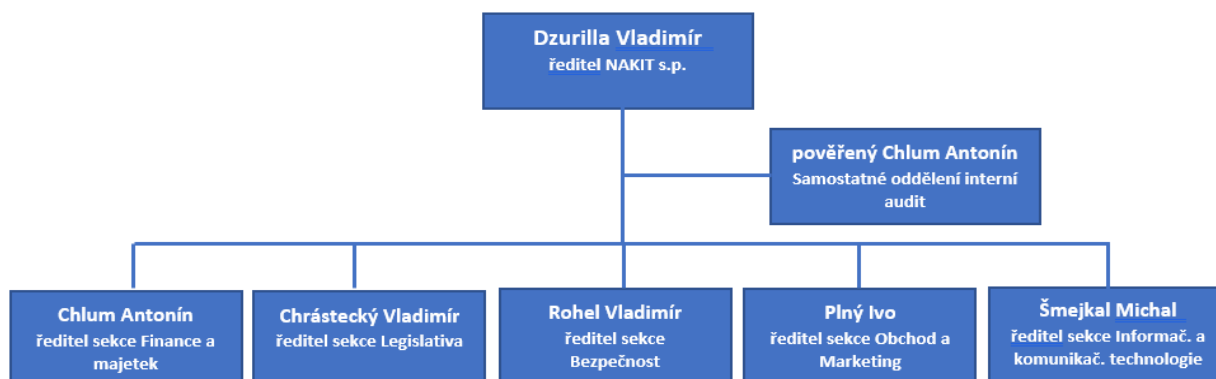 Dzurilla Vladimír
ředitel NAKIT s.p.
pověřený Chlum Antonín
Samostatné oddělení interní
audit
Chlum Antonín
ředitel sekce Finance a
majetek
Chrástecký Vladimír
ředitel sekce Legislativa
Rohel Vladimír
ředitel sekce
Bezpečnost
Plný Ivo
ředitel sekce Obchod a
Marketing
Šmejkal Michal
ředitel sekce Informač. a
komunikač. technologie